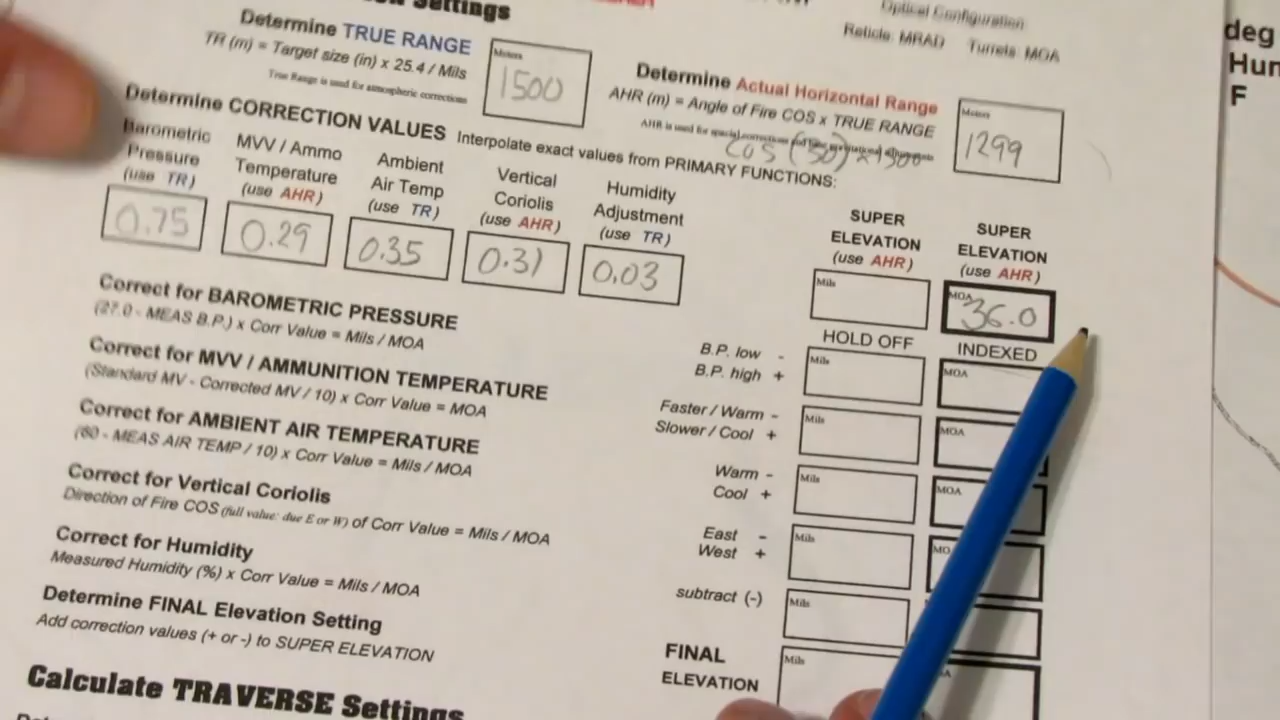 Settings
Optical Configuration
Reticle: MRAD Turrets: MOA
deg
Hun
F
Determine TRUE RANGE
TR (m) = Target size (in) x 25.4 / Mils
True Range is used for atmospheric corrections
Meters
1500
Determine Actual Horizontal Range
AHR (m) = Angle of Fire COS x TRUE RANGE
Meters
1299
COS (30) x 1500
Determine CORRECTION VALUES Interpolate exact values from PRIMARY FUNCTIONS:
Barometric
Pressure
(use TR)
0.75
MVV / Ammo
Temperature
(use AHR)
0.29
Ambient
Air Temp
(use TR)
0.35
Vertical
Coriolis
(use AHR)
0.31
Humidity
Adjustment
(use TR)
0.03
SUPER
ELEVATION
(use AHR)
Mils
SUPER
ELEVATION
(use AHR)
MOA
36.0
HOLD OFF
INDEXED
Correct for BAROMETRIC PRESSURE
(27.0 - MEAS B.P.) x Corr Value = Mils / MOA
B.P. low -
B.P. high +
Mils
MOA
Correct for MVV / AMMUNITION TEMPERATURE
(Standard MV - Corrected MV / 10) x Corr Value = MOA
Faster / Warm -
Slower / Cool +
Mils
MOA
Correct for AMBIENT AIR TEMPERATURE
(60 - MEAS AIR TEMP / 10) x Corr Value = Mils / MOA
Warm -
Cool +
Mils
MOA
Correct for Vertical Coriolis
Direction of Fire COS (full value: due E or W) of Corr Value = Mils / MOA
East -
West +
Mils
MO
Correct for Humidity
Measured Humidity (%) x Corr Value = Mils / MOA
subtract (-)
Mils
Determine FINAL Elevation Setting
Add correction values (+ or -) to SUPER ELEVATION
FINAL
ELEVATION
Mils
Calculate TRAVERSE Settings